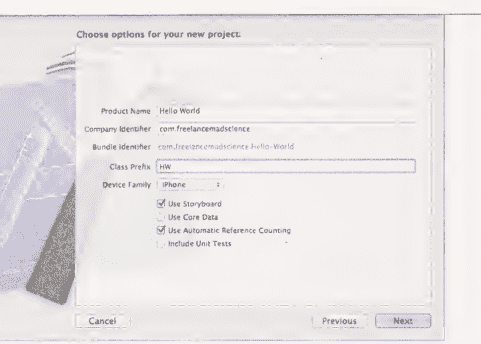 Choose options for your new project:
Product Name Hello World
Company Identifier com.freelancemadscience
Bundle Identifier com.freelancemadscience.Hello-World
Class Prefix HW
Device Family iPhone
Use Storyboard
Use Core Data
Use Automatic Reference Counting
Include Unit Tests
Cancel Previous Next